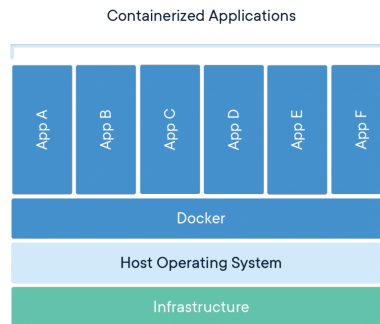 Containerized Applications
App A
App B
App C
App D
App E
App F
Docker
Host Operating System
Infrastructure